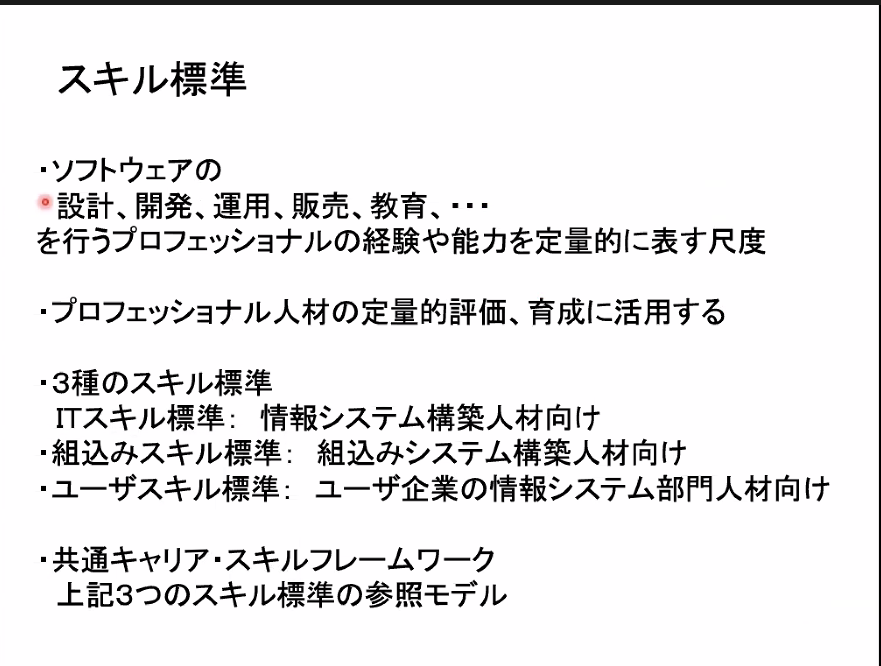 スキル標準
・ソフトウェアの
設計、開発、運用、販売、教育、・・・
を行うプロフェッショナルの経験や能力を定量的に表す尺度
・プロフェッショナル人材の定量的評価、育成に活用する
・３種のスキル標準
ITスキル標準： 情報システム構築人材向け
・組込みスキル標準： 組込みシステム構築人材向け
・ユーザスキル標準： ユーザ企業の情報システム部門人材向け
・共通キャリア・スキルフレームワーク
上記３つのスキル標準の参照モデル